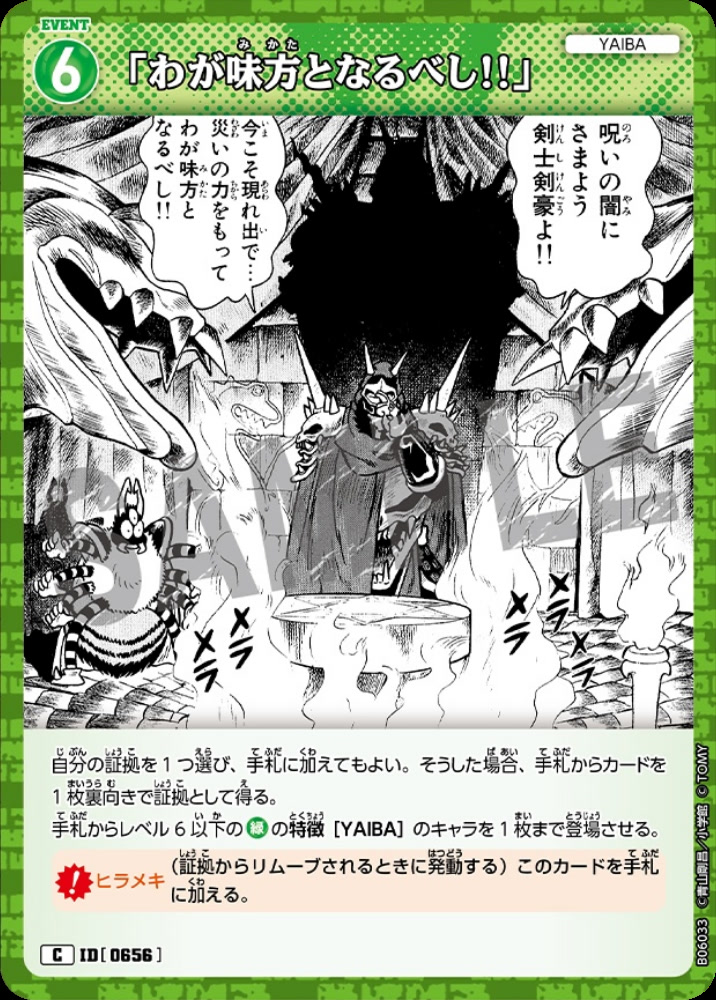 EVENT
6
「わが味方となるべし!!」
YAIBA
呪いの闇に
さまよう
剣士剣豪よ!!
今こそ現れ出で…
災いの力をもって
わが味方と
なるべし!!
SAMPLE
メラ
メラ
メラ
メラ
自分の証拠を1つ選び、手札に加えてもよい。そうした場合、手札からカードを
1枚裏向きで証拠として得る。
手札からレベル6以下の緑の特徴[YAIBA]のキャラを1枚まで登場させる。
ヒラメキ
(証拠からリムーブされるときに発動する)このカードを手札
に加える。
C ID[0656]
B06033 ©青山剛昌/小学館 ©TOMY